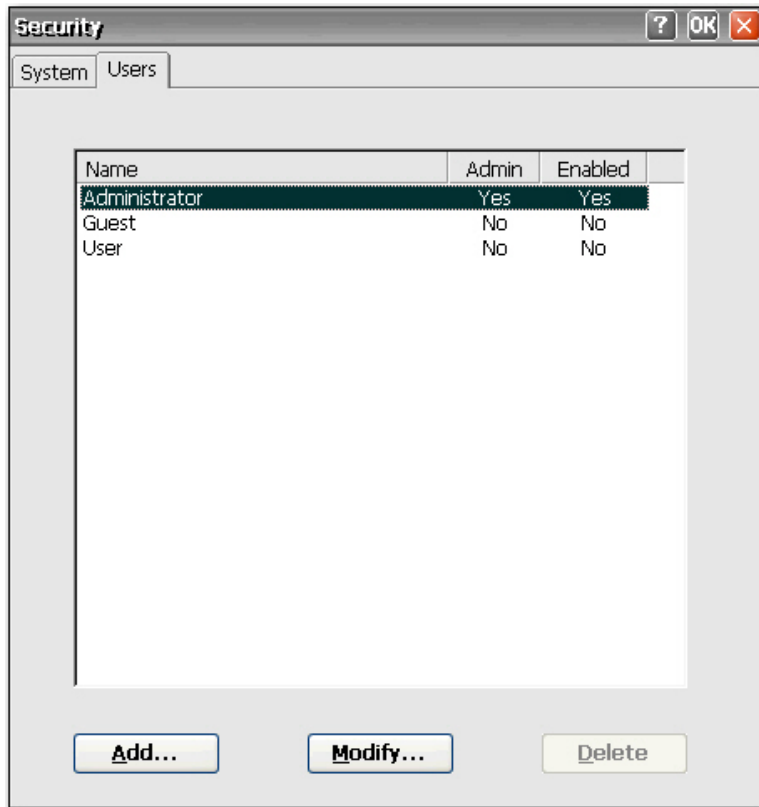 Security ? OK X
System Users
Name Admin Enabled
Administrator Yes Yes
Guest No No
User No No
Add... Modify... Delete